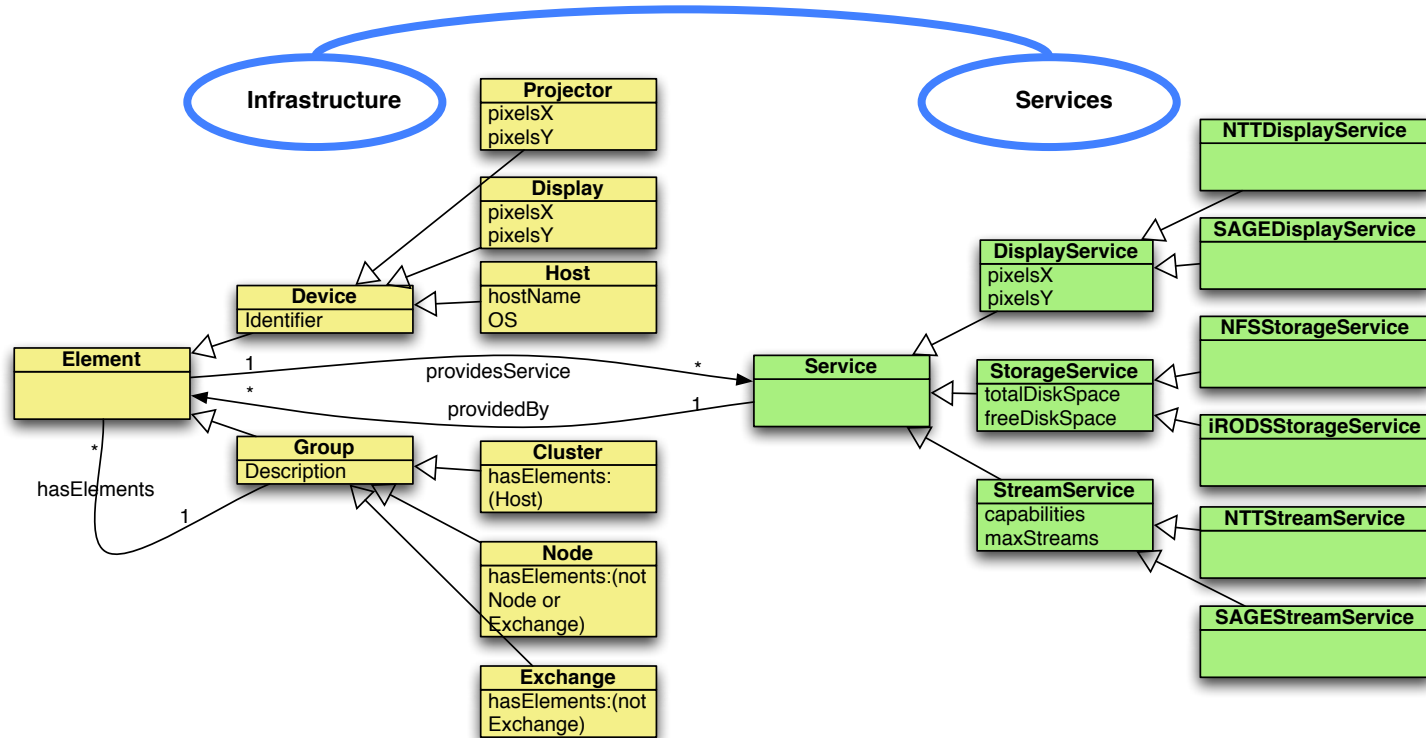 Infrastructure
Services
Projector
pixelsX
pixelsY
Display
pixelsX
pixelsY
Host
hostName
OS
Device
Identifier
Element
1
providesService
*
*
providedBy
1
*
hasElements
1
Group
Description
Cluster
hasElements:
(Host)
Node
hasElements:(not
Node or
Exchange)
Exchange
hasElements:(not
Exchange)
Service
DisplayService
pixelsX
pixelsY
StorageService
totalDiskSpace
freeDiskSpace
StreamService
capabilities
maxStreams
NTTDisplayService
SAGEDisplayService
NFSStorageService
iRODSStorageService
NTTStreamService
SAGEStreamService